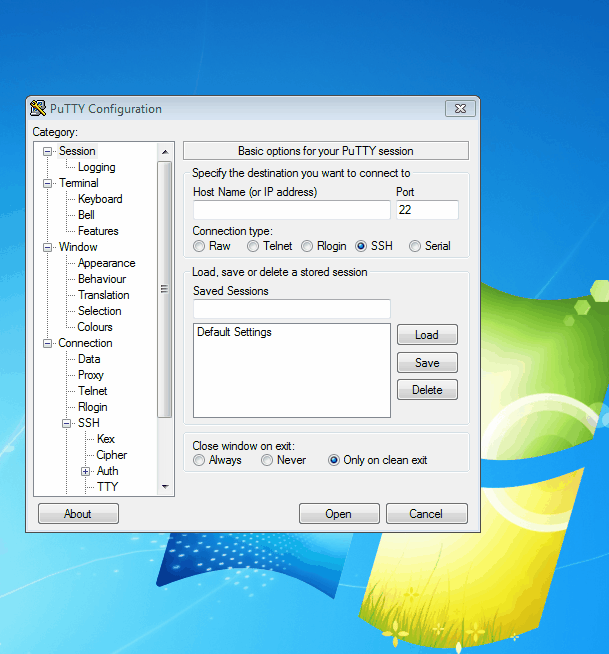 PuTTY Configuration
Category:
Session
Logging
Terminal
Keyboard
Bell
Features
Window
Appearance
Behaviour
Translation
Selection
Colours
Connection
Data
Proxy
Telnet
Rlogin
SSH
Kex
Cipher
Auth
TTY
Basic options for your PuTTY session
Specify the destination you want to connect to
Host Name (or IP address) Port
22
Connection type:
Raw Telnet Rlogin SSH Serial
Load, save or delete a stored session
Saved Sessions
Default Settings
Load
Save
Delete
Close window on exit:
Always Never Only on clean exit
About Open Cancel